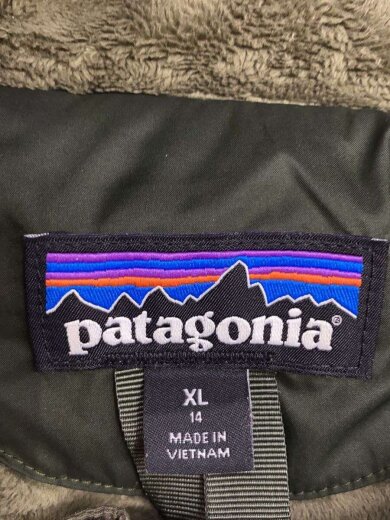 patagonia®
XL
14
MADE IN
VIETNAM